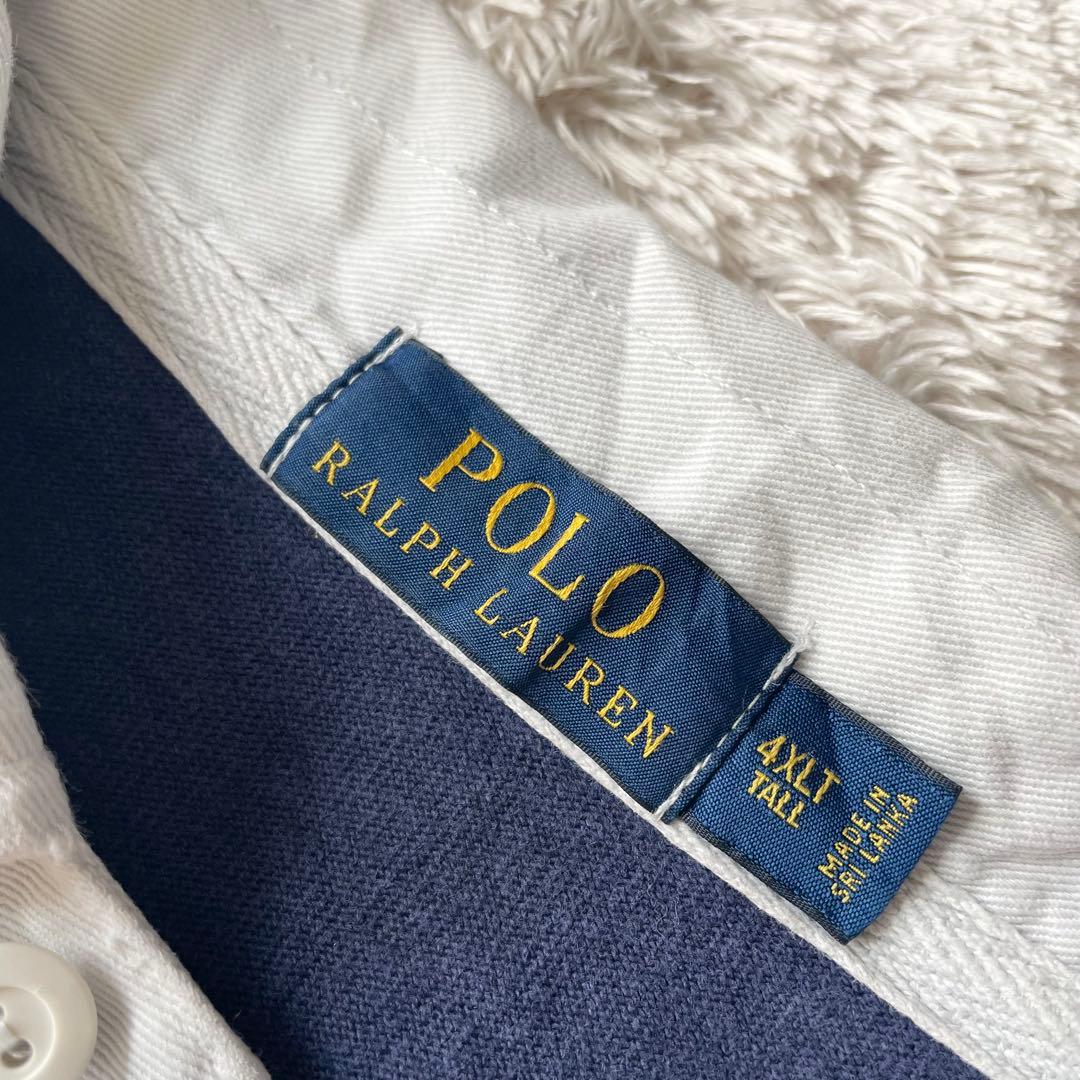 POLO
RALPH LAUREN
4XLT
TALL
MADE IN
SRI LANKA